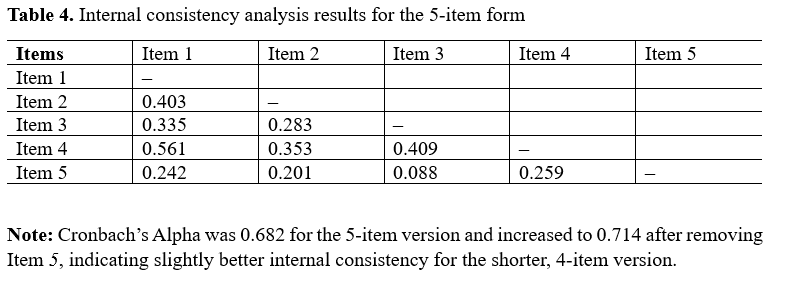 Table 4. Internal consistency analysis results for the 5-item form
Items Item 1 Item 2 Item 3 Item 4 Item 5
Item 1 –
Item 2 0.403 –
Item 3 0.335 0.283 –
Item 4 0.561 0.353 0.409 –
Item 5 0.242 0.201 0.088 0.259 –
Note: Cronbach's Alpha was 0.682 for the 5-item version and increased to 0.714 after removing
Item 5, indicating slightly better internal consistency for the shorter, 4-item version.